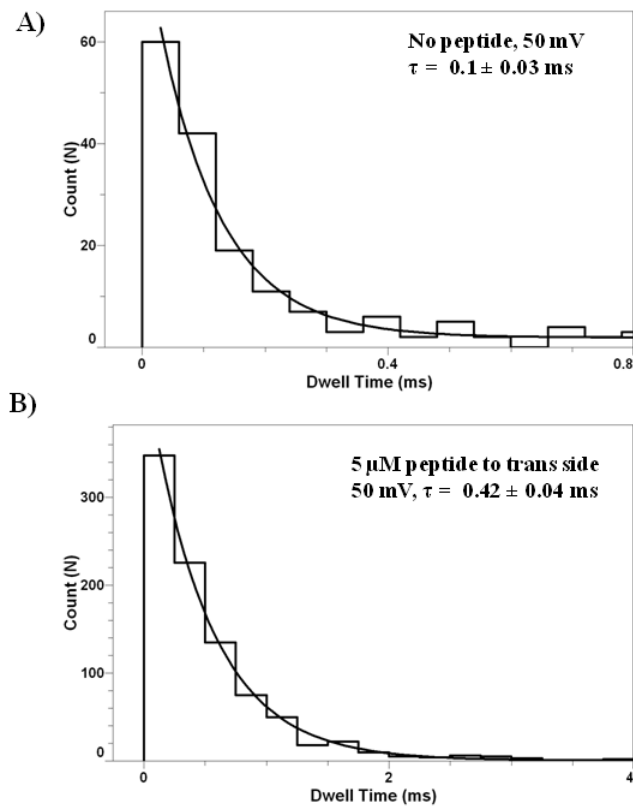 A)
No peptide, 50 mV
τ = 0.1 ± 0.03 ms
60
40
20
0
Count (N)
0
0.4
0.8
Dwell Time (ms)
B)
5 µM peptide to trans side
50 mV, τ = 0.42 ± 0.04 ms
300
200
100
0
Count (N)
0
2
4
Dwell Time (ms)